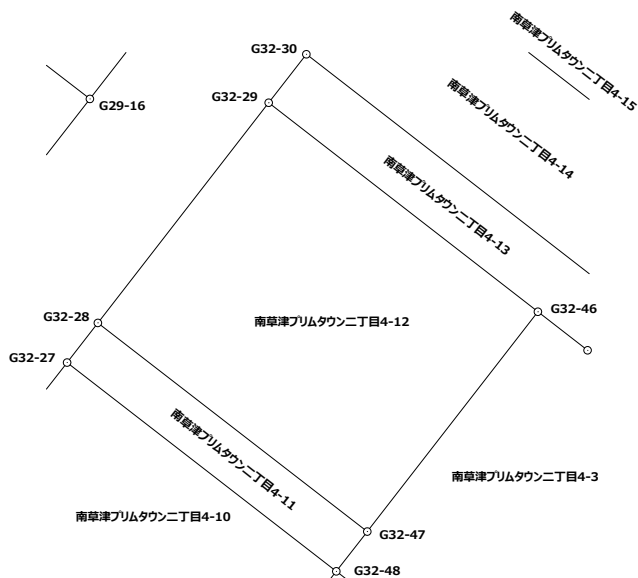 南草津プリムタウン二丁目4-15
G32-30
南草津プリムタウン二丁目4-14
G32-29
G29-16
南草津プリムタウン二丁目4-13
G32-46
G32-28
南草津プリムタウン二丁目4-12
G32-27
南草津プリムタウン二丁目4-11
南草津プリムタウン二丁目4-3
南草津プリムタウン二丁目4-10
G32-47
G32-48